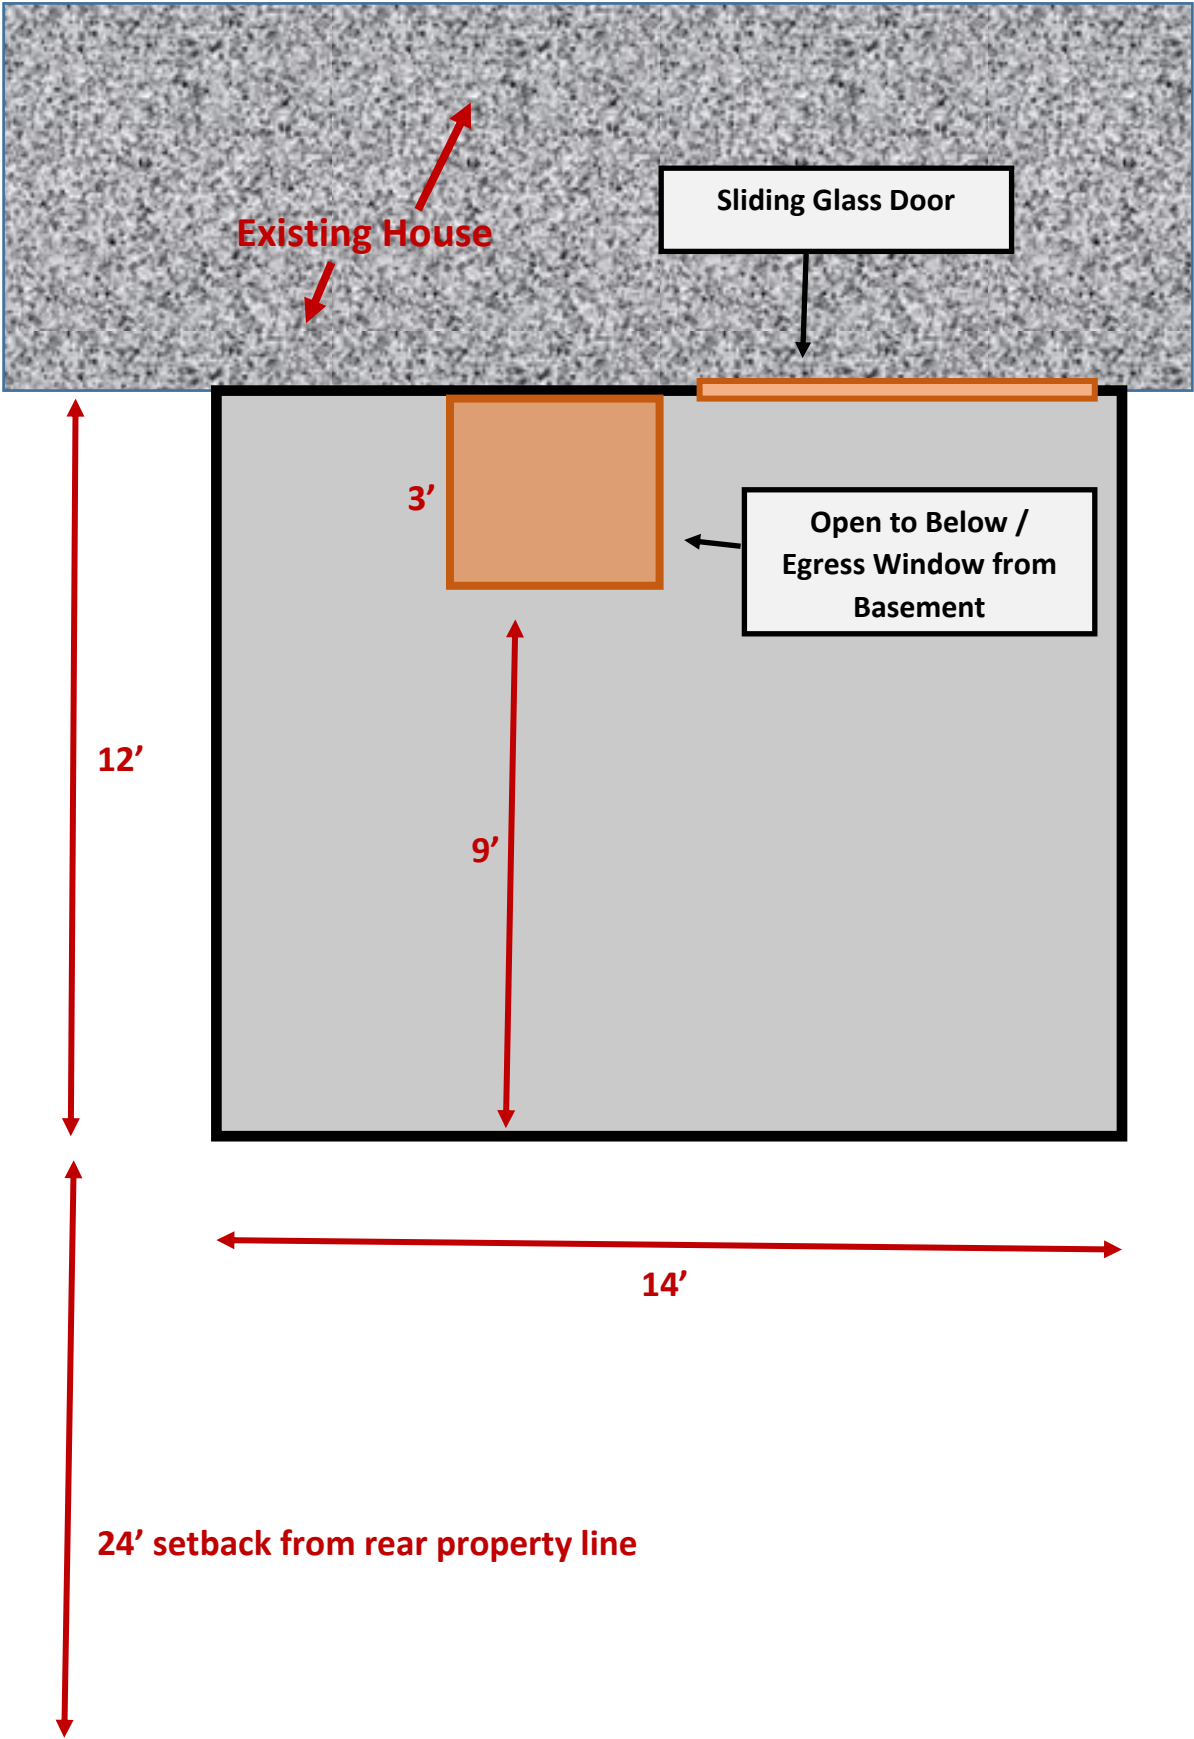 Sliding Glass Door
Existing House
3’
Open to Below /
Egress Window from
Basement
12’
9’
14’
24’ setback from rear property line